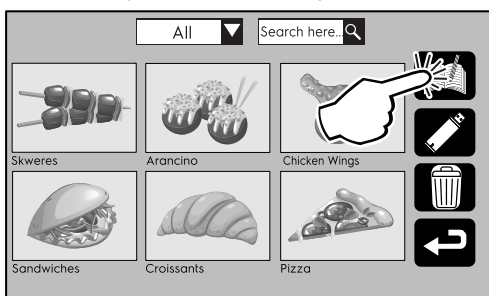 All
Search here...
Skweres
Arancino
Chicken Wings
Sandwiches
Croissants
Pizza